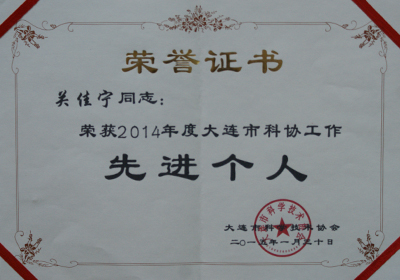 荣誉证书
关佳宁同志：
荣获2014年度大连市科协工作
先进个人
大连市科学技术协会
二〇一五年一月三十日